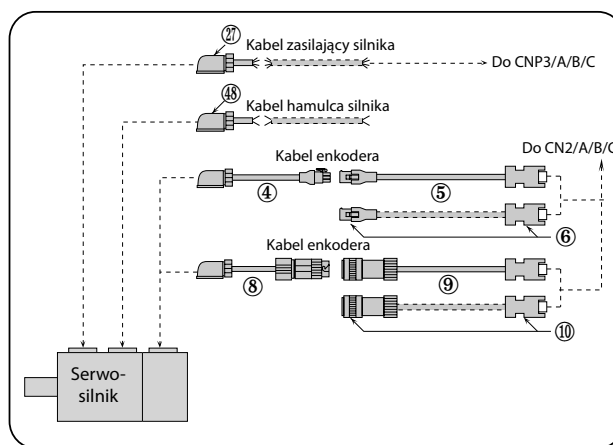 ㉗ Kabel zasilający silnika
Do CNP3/A/B/C
㊽ Kabel hamulca silnika
Do CN2/A/B/C
Kabel enkodera
④ ⑤
⑥
Kabel enkodera
⑧ ⑨
⑩
Serwo-
silnik